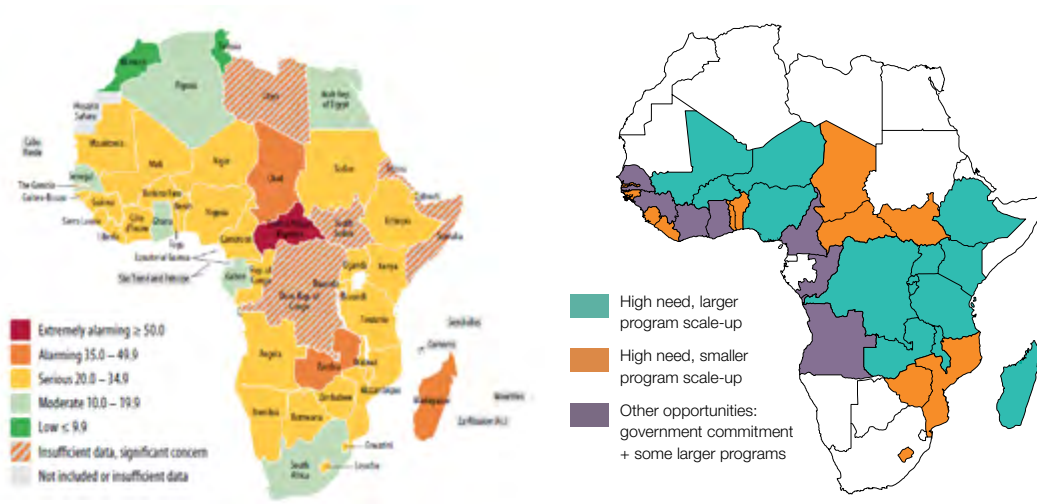 Morocco
Tunisia
Algeria
Libya
Arab Rep.
of Egypt
Western
Sahara
Cabo
Verde
Mauritania
Mali
Niger
Chad
Sudan
Eritrea
Djibouti
Senegal
The Gambia
Guinea-Bissau
Guinea
Burkina Faso
Benin
Nigeria
Sierra Leone
Liberia
Côte
d'Ivoire
Ghana
Togo
Cameroon
South
Sudan
Ethiopia
Somalia
Equatorial Guinea
São Tomé and Príncipe
Gabon
Rep. of
Congo
Dem. Rep. of
Congo
Uganda
Kenya
Rwanda
Burundi
Tanzania
Seychelles
Comoros
Angola
Zambia
Malawi
Mozambique
Madagascar
Mauritius
La Réunion (Fr.)
Zimbabwe
Namibia
Botswana
Eswatini
Lesotho
South
Africa
Extremely alarming ≥ 50.0
Alarming 35.0 – 49.9
Serious 20.0 – 34.9
Moderate 10.0 – 19.9
Low ≤ 9.9
Insufficient data, significant concern
Not included or insufficient data
High need, larger
program scale-up
High need, smaller
program scale-up
Other opportunities:
government commitment
+ some larger programs